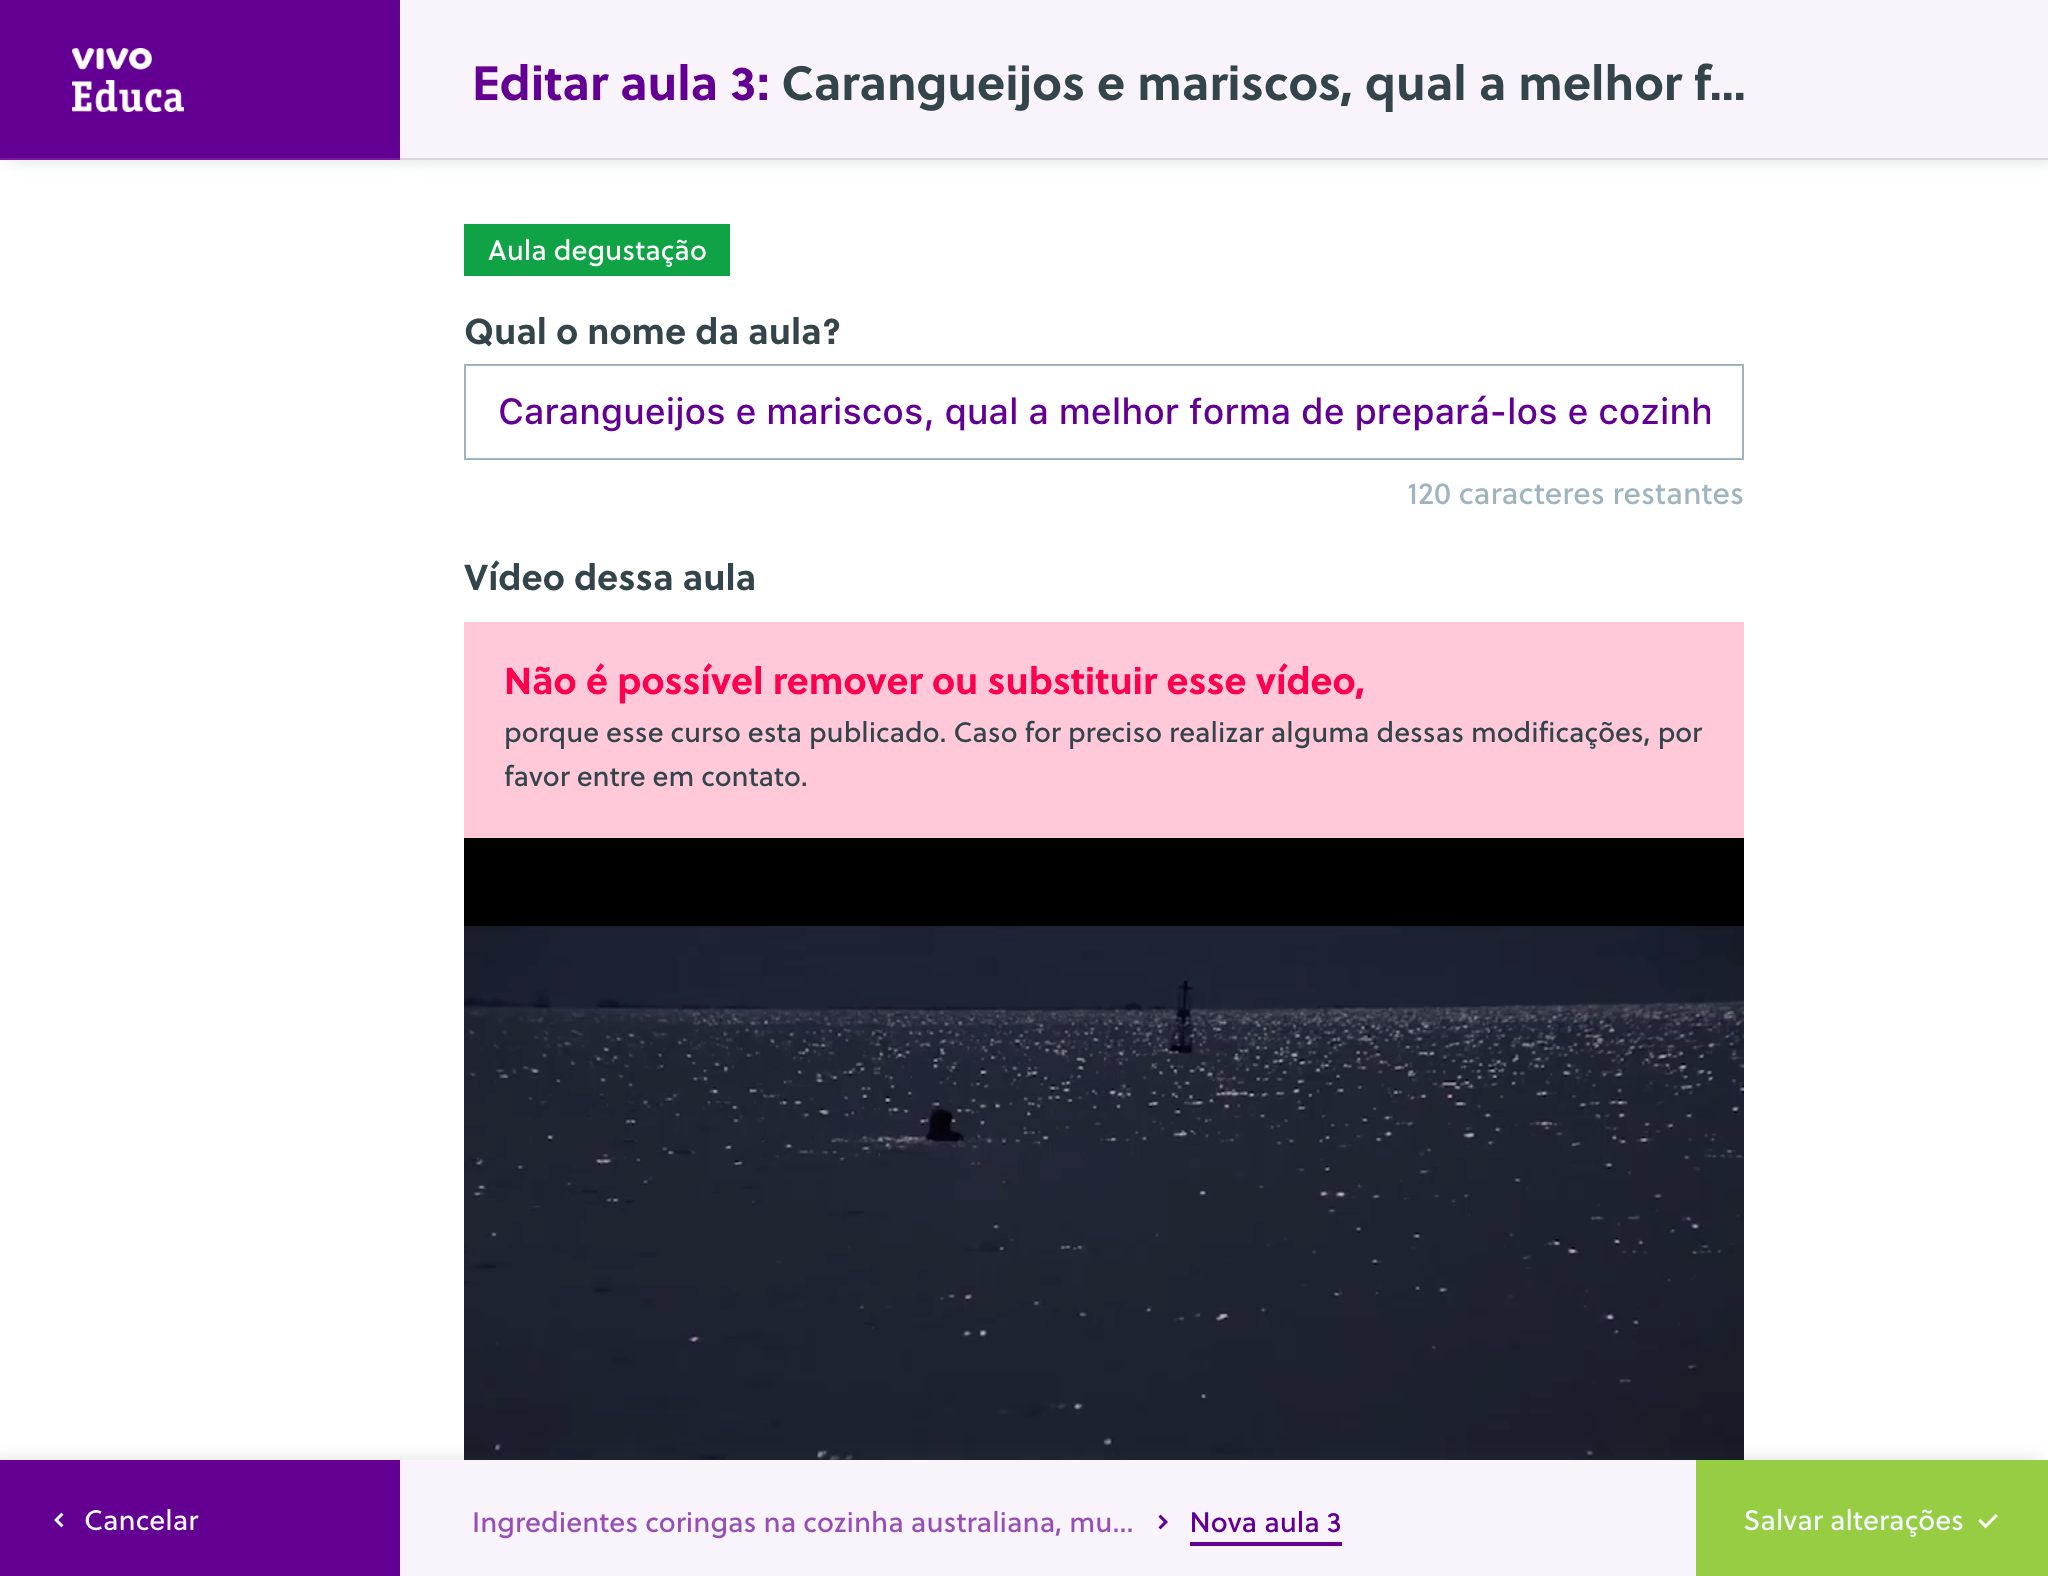 vivo
Educa
Editar aula 3: Carangueijos e mariscos, qual a melhor f...
Aula degustação
Qual o nome da aula?
Carangueijos e mariscos, qual a melhor forma de prepará-los e cozinh
120 caracteres restantes
Vídeo dessa aula
Não é possível remover ou substituir esse vídeo,
porque esse curso esta publicado. Caso for preciso realizar alguma dessas modificações, por
favor entre em contato.
Cancelar
Ingredientes coringas na cozinha australiana, mu... > Nova aula 3
Salvar alterações